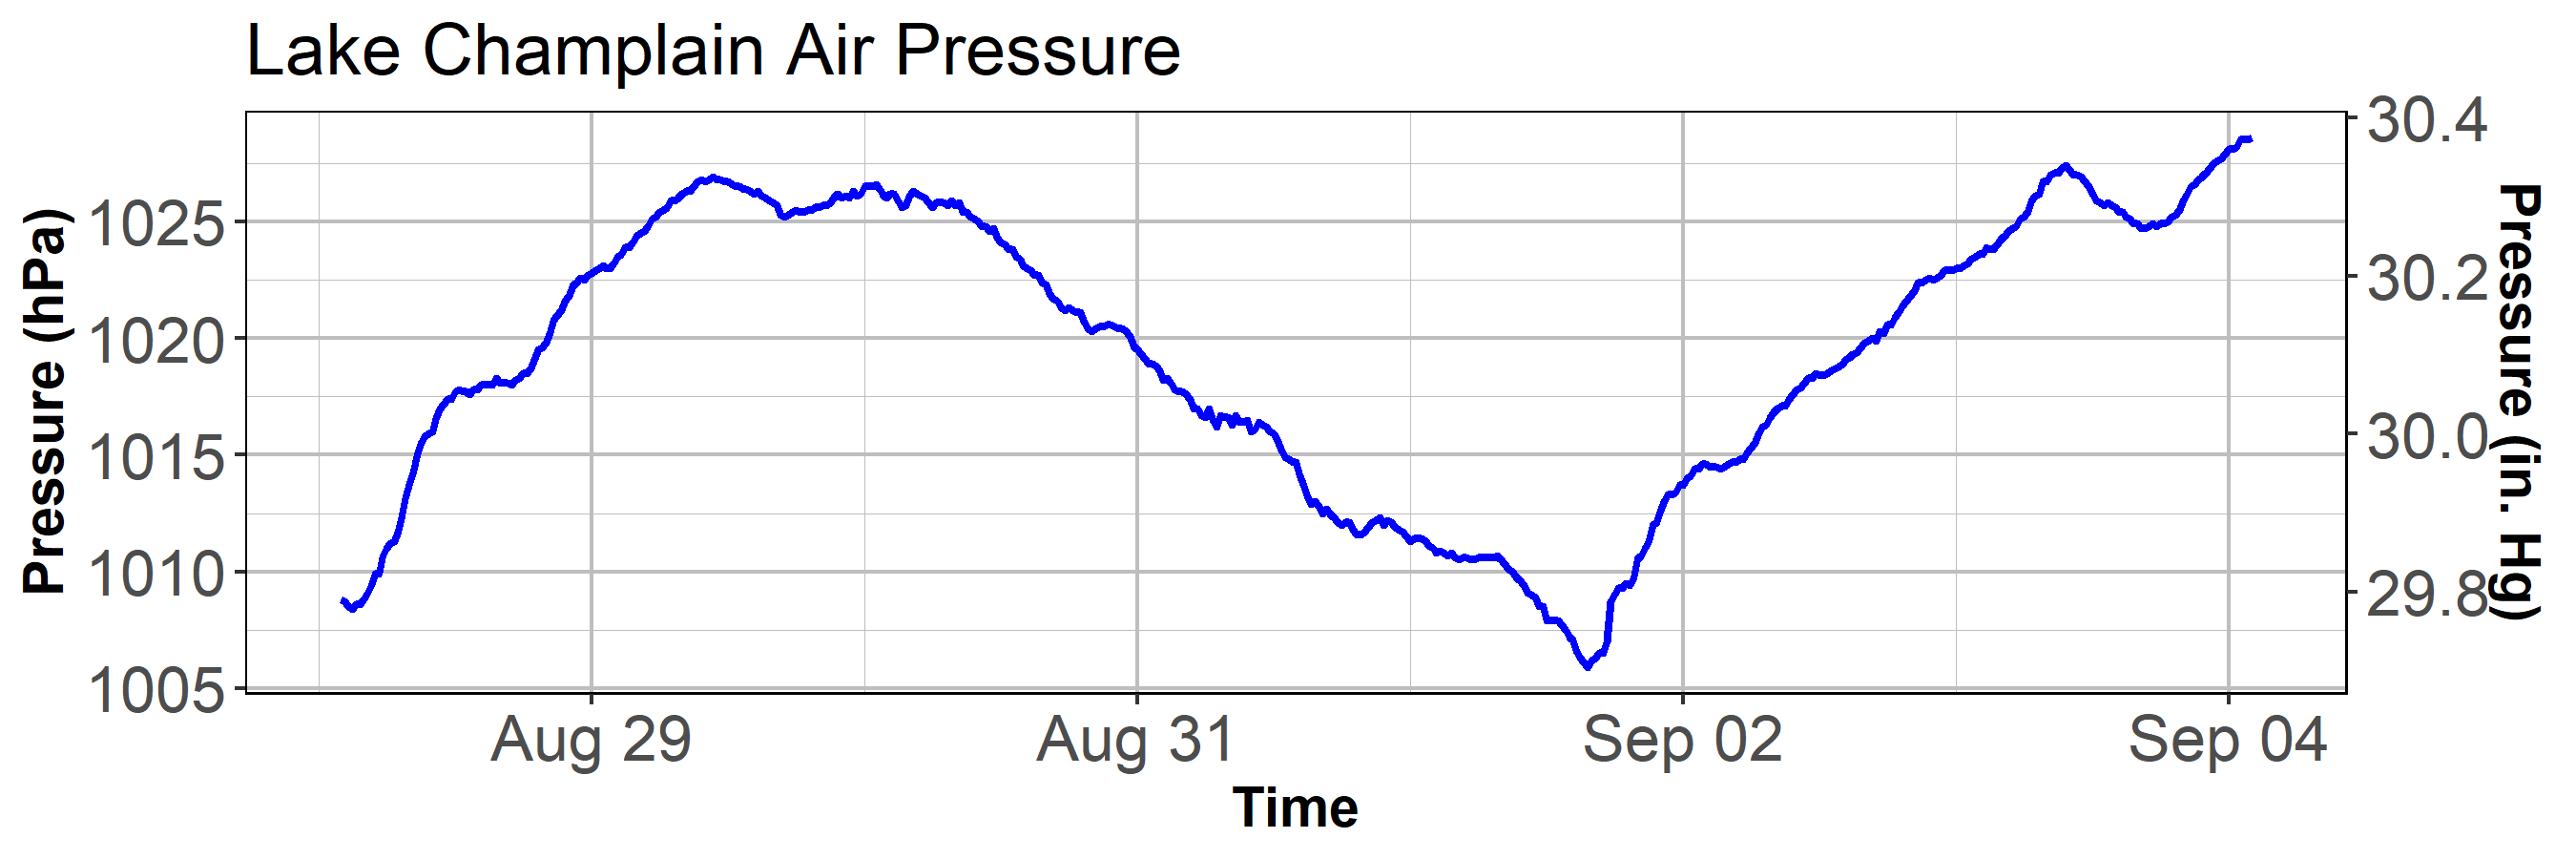 Lake Champlain Air Pressure
Pressure (hPa)
1025
1020
1015
1010
1005
30.4
30.2
30.0
29.8
Pressure (in. Hg)
Aug 29
Aug 31
Sep 02
Sep 04
Time